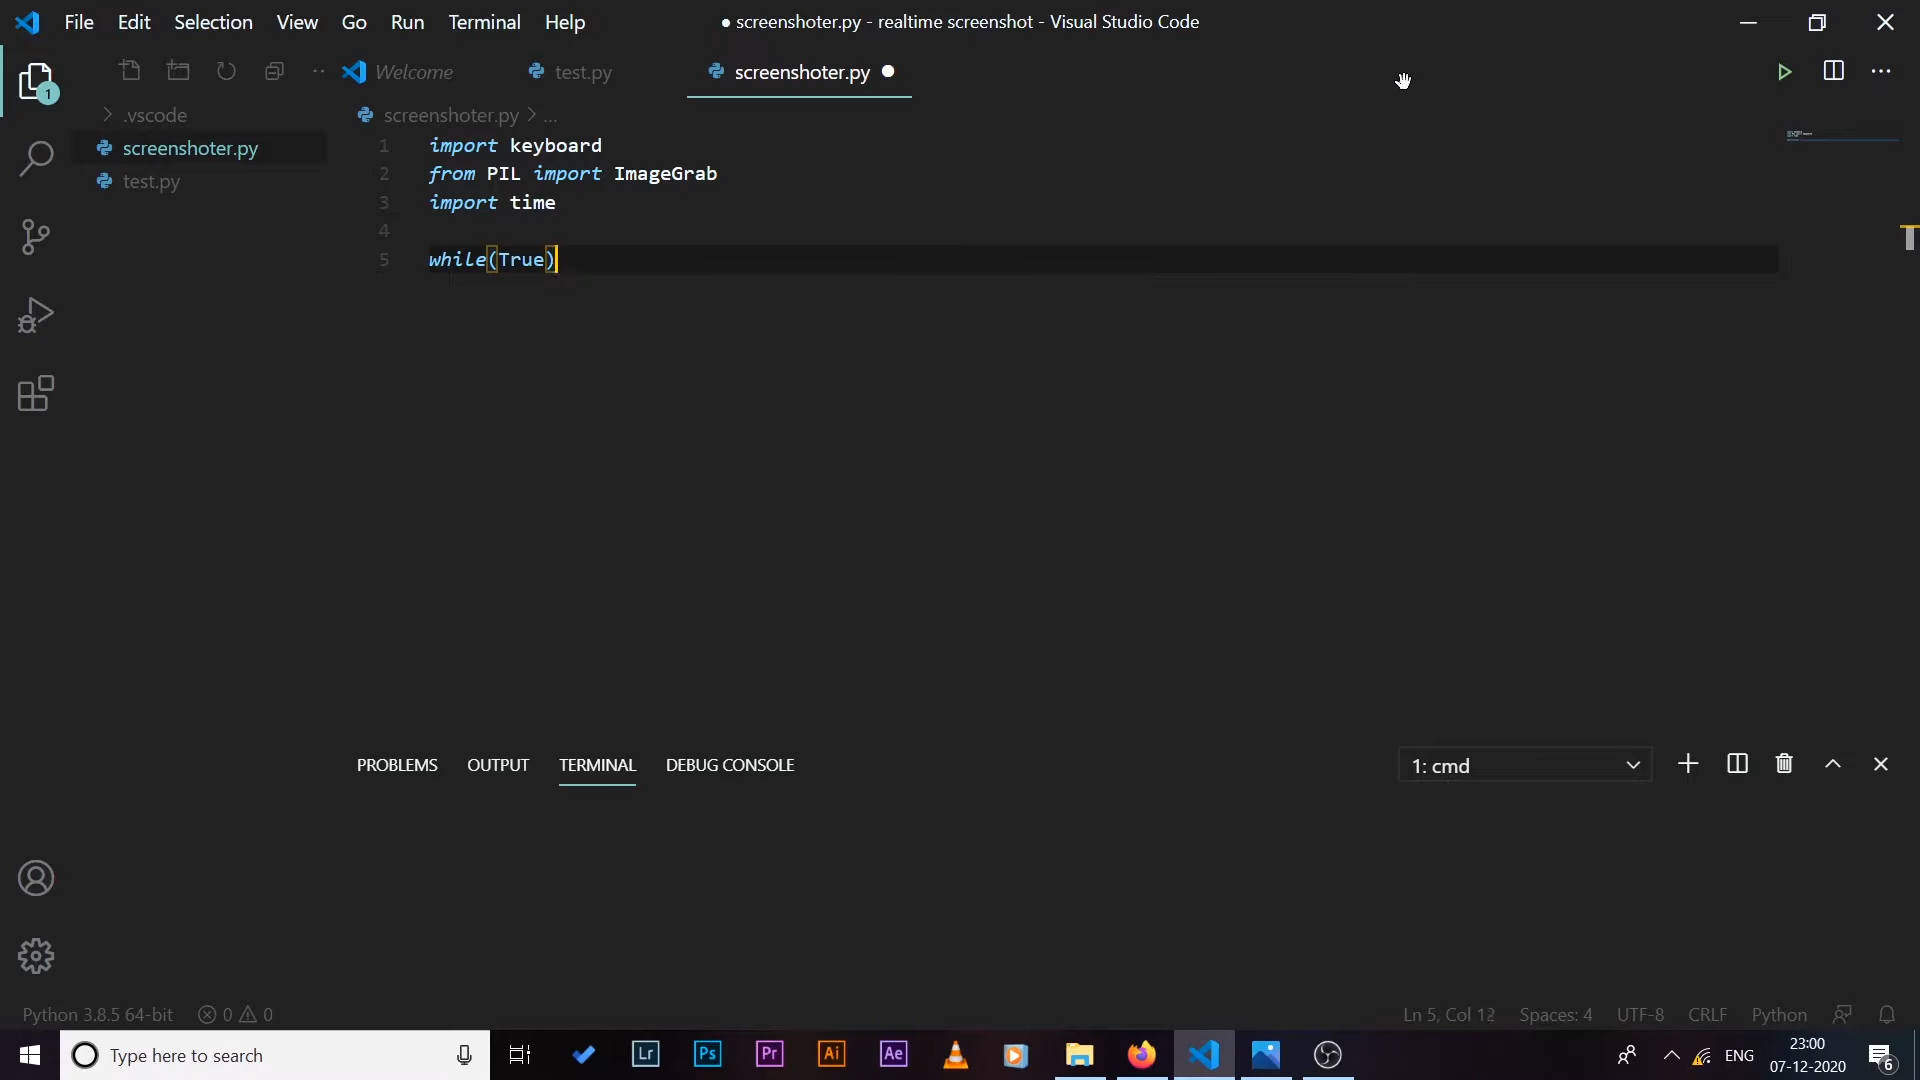 File Edit Selection View Go Run Terminal Help
● screenshoter.py - realtime screenshot - Visual Studio Code
Welcome test.py screenshoter.py
1
.vscode
screenshoter.py
test.py
screenshoter.py > ...
1 import keyboard
2 from PIL import ImageGrab
3 import time
4
5 while(True)
PROBLEMS OUTPUT TERMINAL DEBUG CONSOLE
1: cmd
Python 3.8.5 64-bit 0 0
Ln 5, Col 12 Spaces: 4 UTF-8 CRLF Python
Type here to search
Lr Ps Pr Ai Ae
ENG
23:00
07-12-2020
6